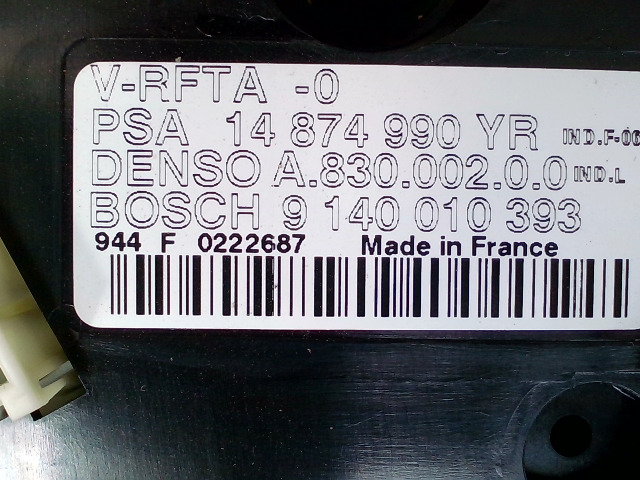 V-RFTA -0
PSA 14 874 990 YR IND.F-06
DENSO A.830.002.0.0 IND.L
BOSCH 9 140 010 393
944 F 0222687 Made in France